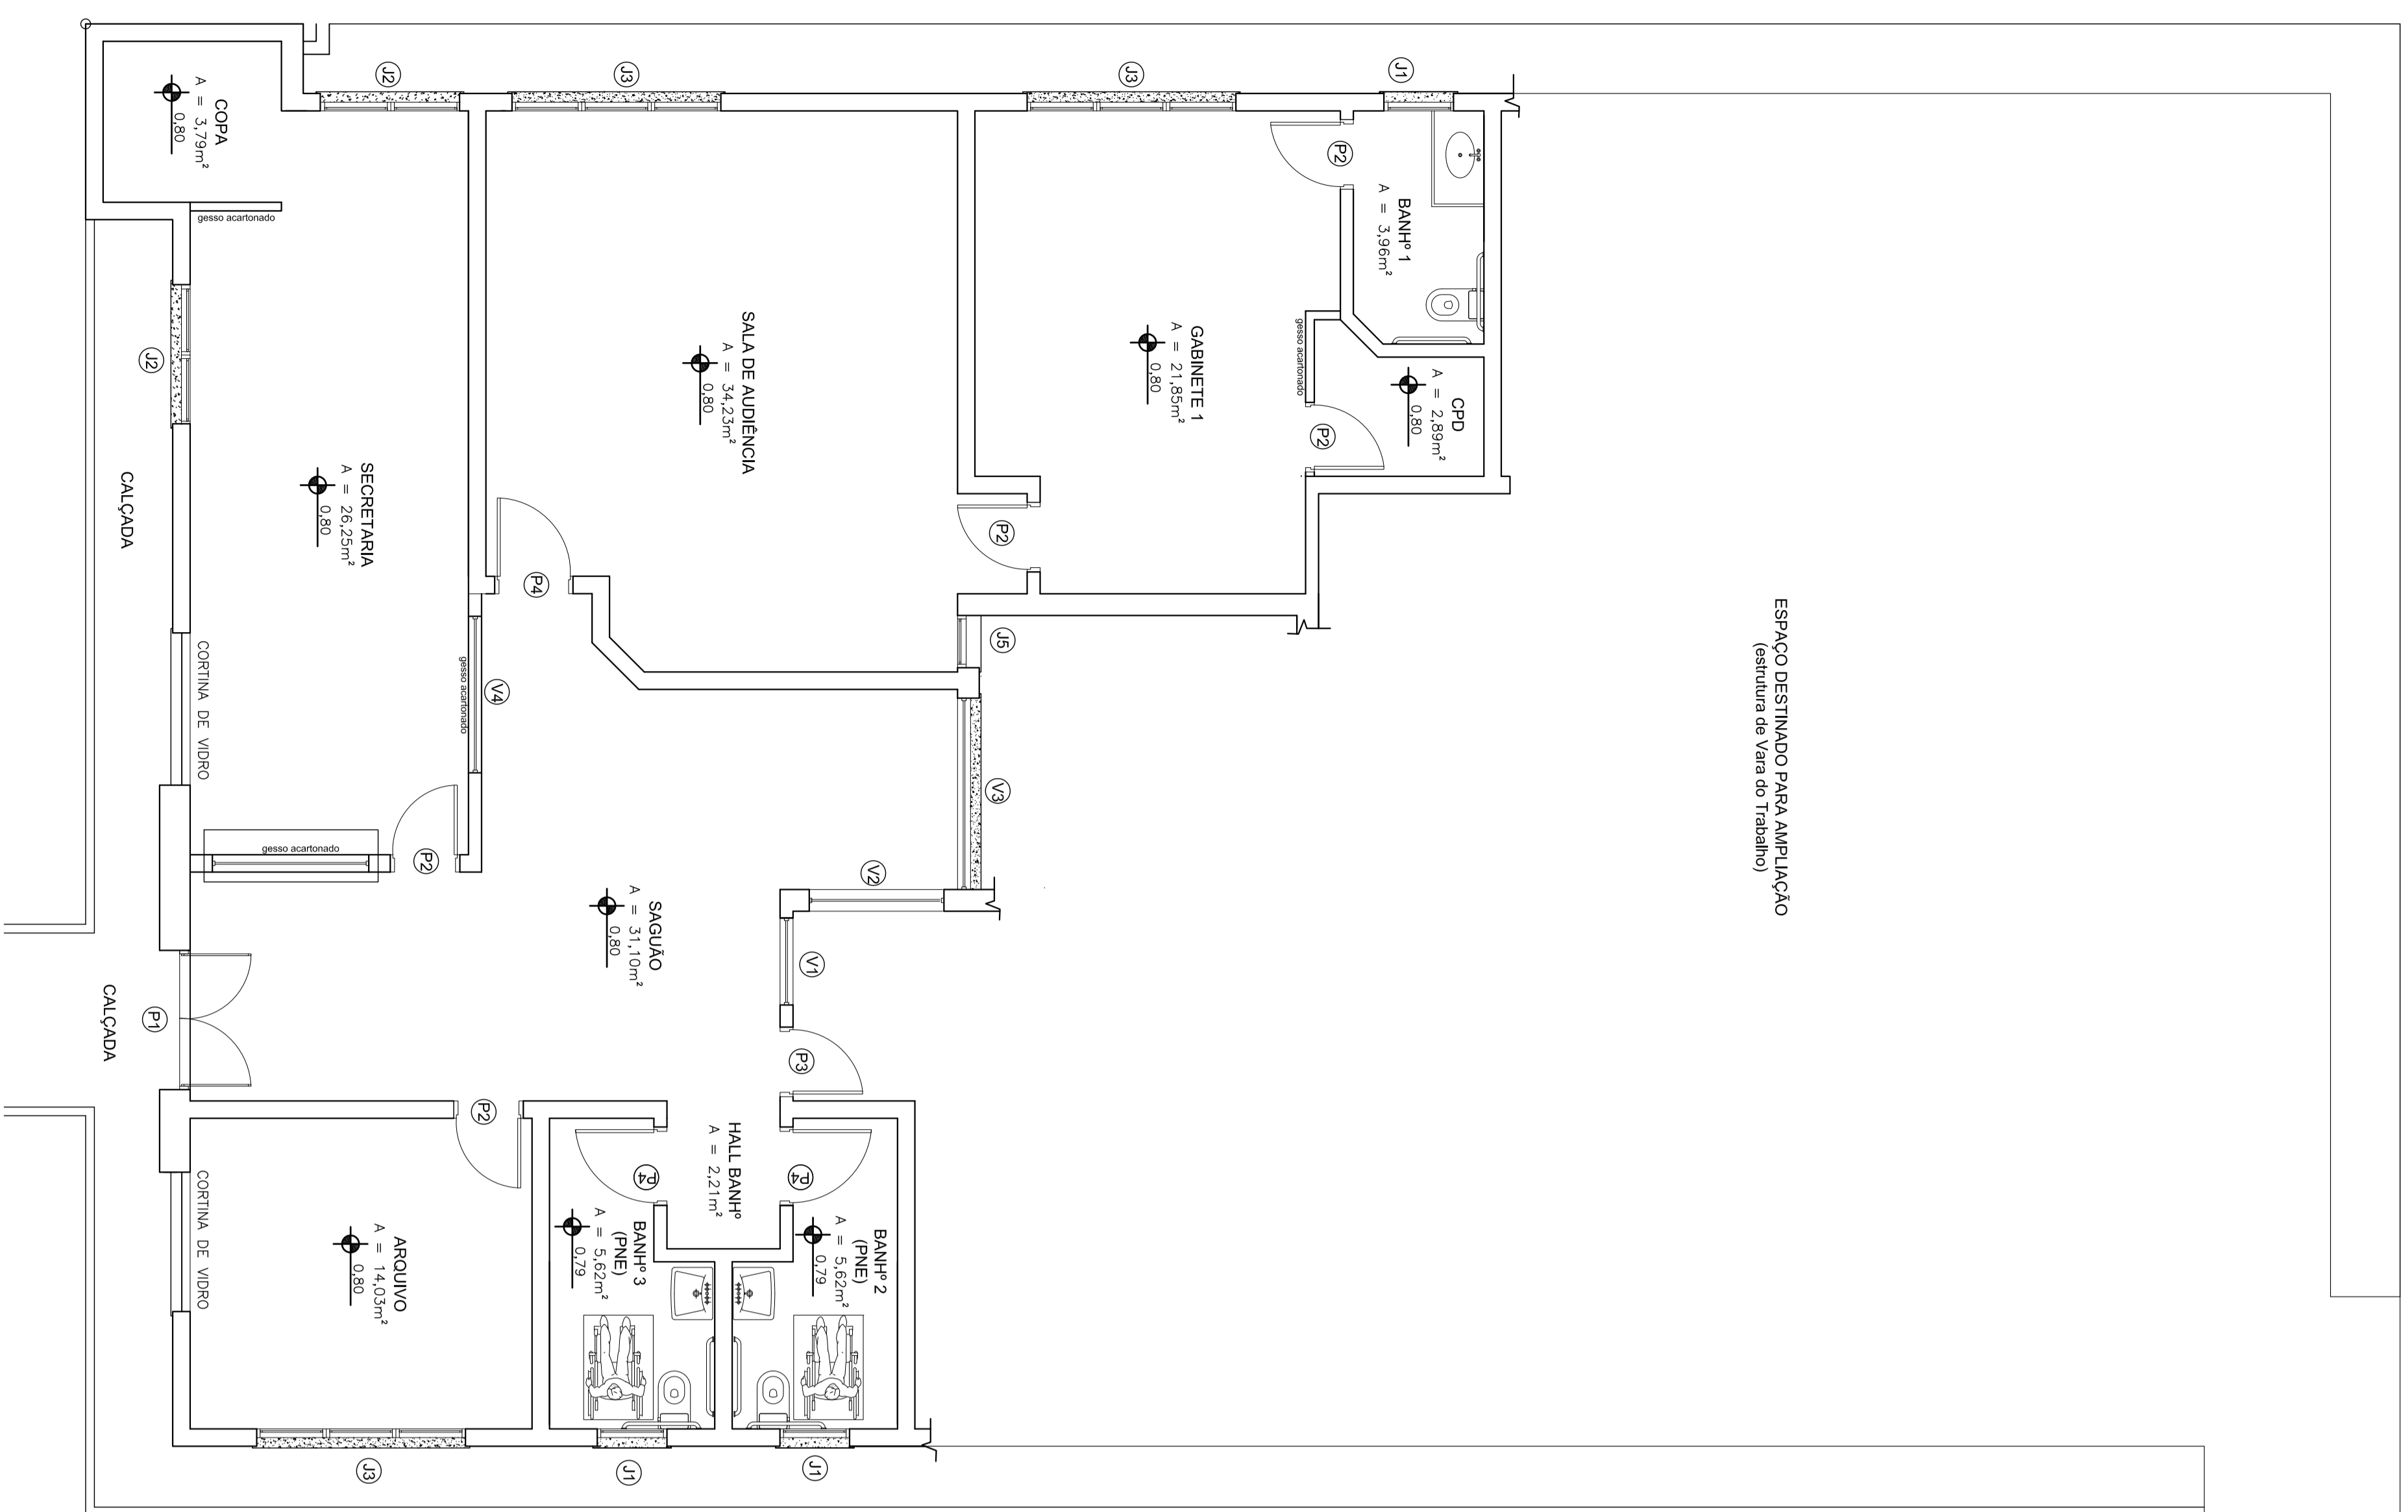 COPA
A = 3,79m²
0,80
gesso acartonado
J2
J3
J3
J1
P2
BANHº 1
A = 3,96m²
gesso acartonado
CPD
A = 2,89m²
0,80
P2
GABINETE 1
A = 21,85m²
0,80
P2
SALA DE AUDIÊNCIA
A = 34,23m²
0,80
P4
J5
SECRETARIA
A = 26,25m²
0,80
J2
CALÇADA
CORTINA DE VIDRO
gesso acartonado
V4
V3
V2
V1
gesso acartonado
P2
SAGUÃO
A = 31,10m²
0,80
P1
CALÇADA
P3
P2
HALL BANHº
A = 2,21m²
P4
P4
BANHº 2
(PNE)
A = 5,62m²
0,79
BANHº 3
(PNE)
A = 5,62m²
0,79
ARQUIVO
A = 14,03m²
0,80
CORTINA DE VIDRO
J3
J1
J1
ESPAÇO DESTINADO PARA AMPLIAÇÃO
(estrutura de Vara do Trabalho)